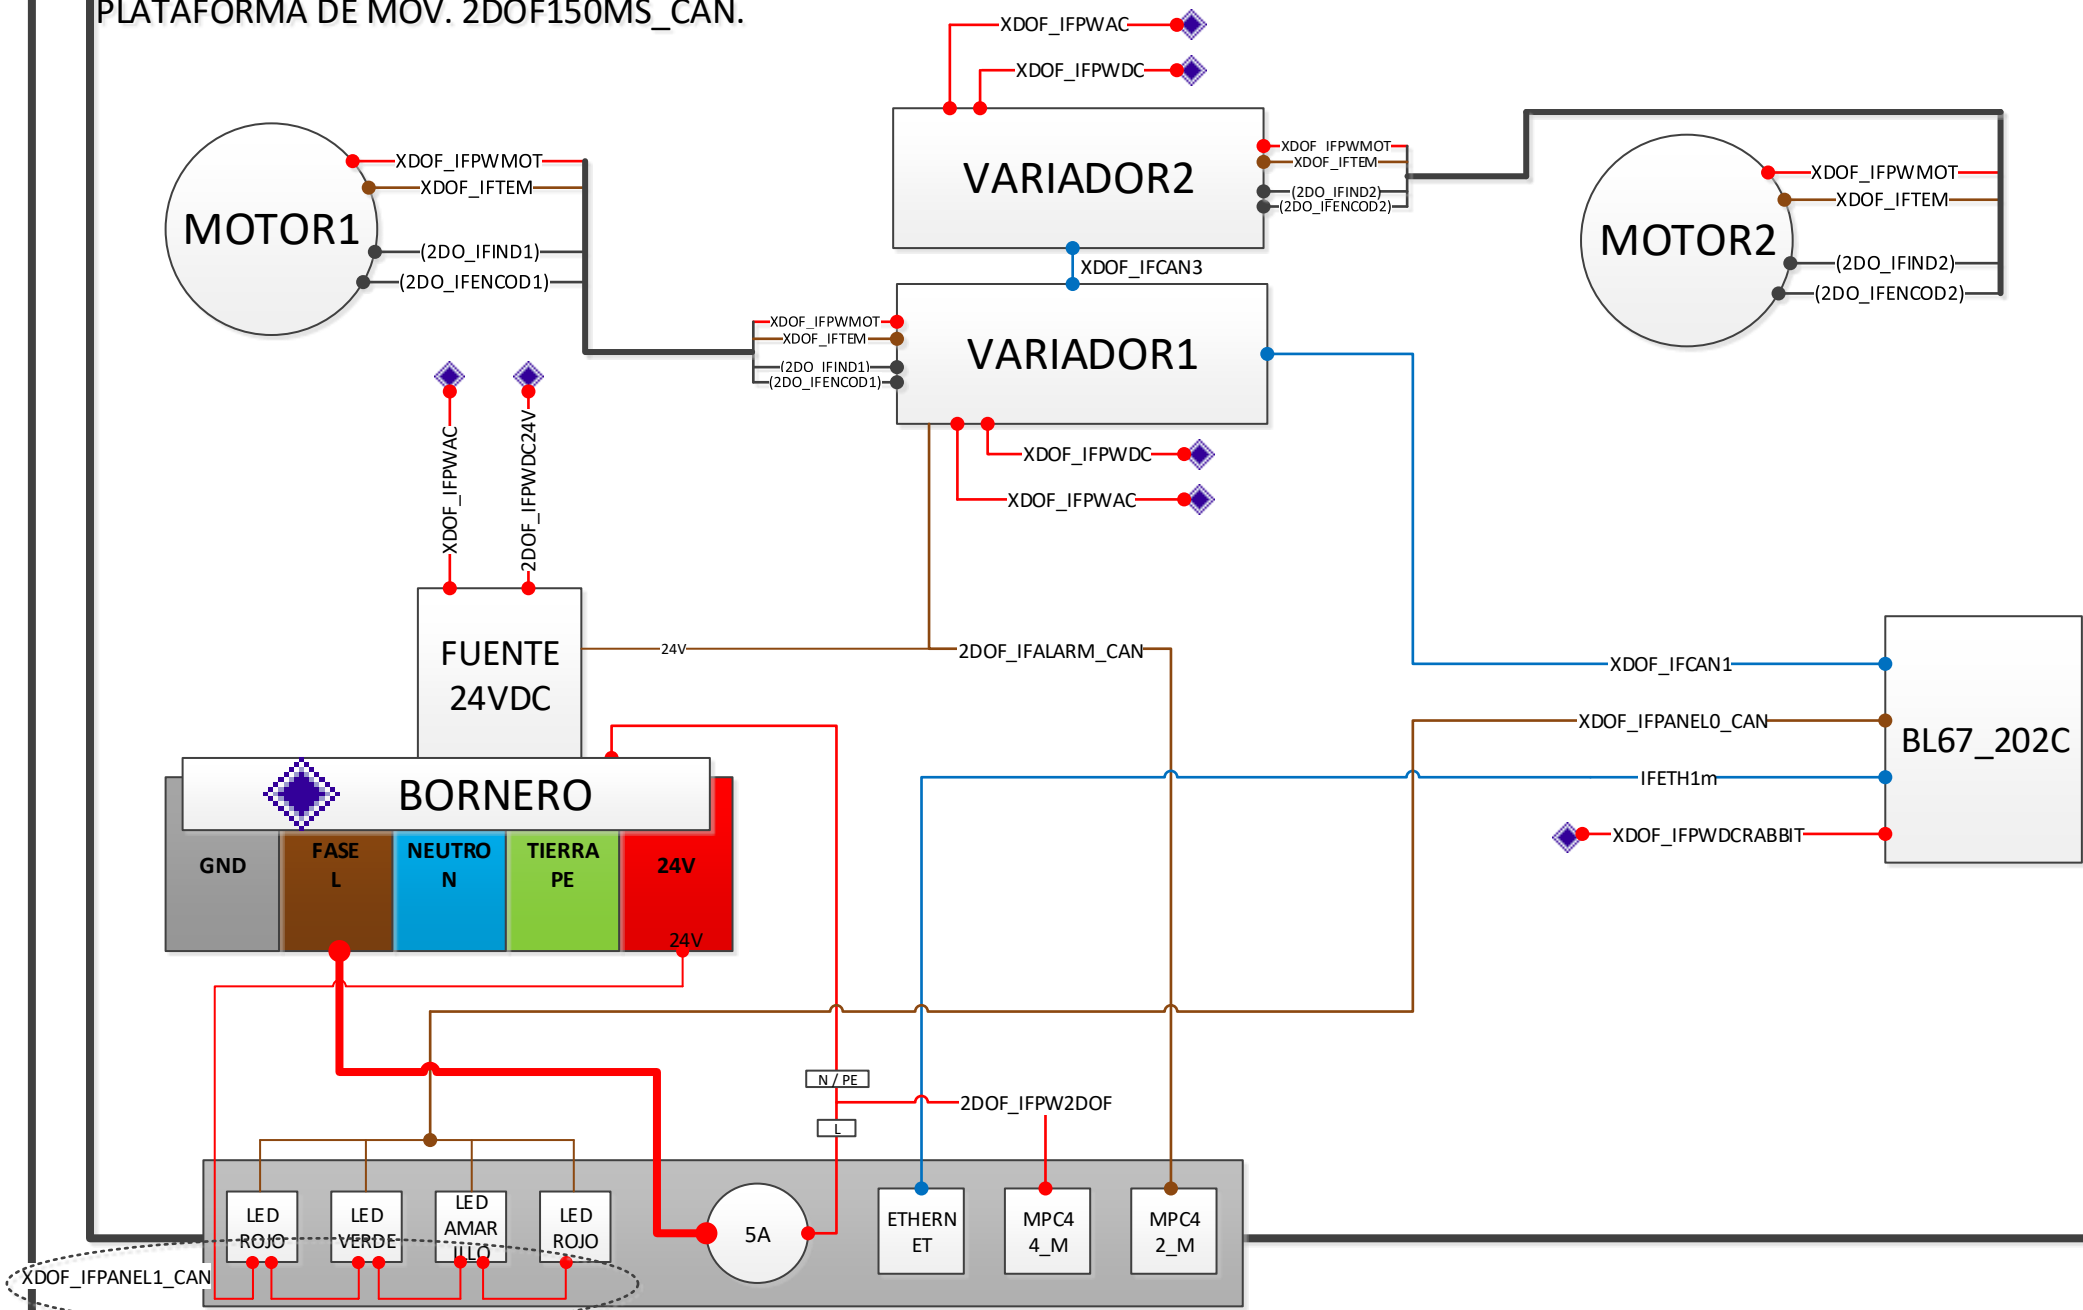 PLATAFORMA DE MOV. 2DOF150MS_CAN.
XDOF_IFPWAC
XDOF_IFPWDC
MOTOR1
XDOF_IFPWMOT
XDOF_IFTEM
(2DO_IFIND1)
(2DO_IFENCOD1)
VARIADOR2
XDOF_IFPWMOT
XDOF_IFTEM
(2DO_IFIND2)
(2DO_IFENCOD2)
MOTOR2
XDOF_IFPWMOT
XDOF_IFTEM
(2DO_IFIND2)
(2DO_IFENCOD2)
XDOF_IFCAN3
XDOF_IFPWMOT
XDOF_IFTEM
(2DO_IFIND1)
(2DO_IFENCOD1)
VARIADOR1
XDOF_IFPWDC
XDOF_IFPWAC
XDOF_IFPWAC
2DOF_IFPWDC24V
FUENTE
24VDC
24V
2DOF_IFALARM_CAN
XDOF_IFCAN1
XDOF_IFPANEL0_CAN
IFETH1m
XDOF_IFPWDCRABBIT
BL67_202C
BORNERO
GND
FASE
L
NEUTRO
N
TIERRA
PE
24V
24V
N / PE
L
2DOF_IFPW2DOF
LED
ROJO
LED
VERDE
LED
AMAR
ILLO
LED
ROJO
5A
ETHERN
ET
MPC4
4_M
MPC4
2_M
XDOF_IFPANEL1_CAN